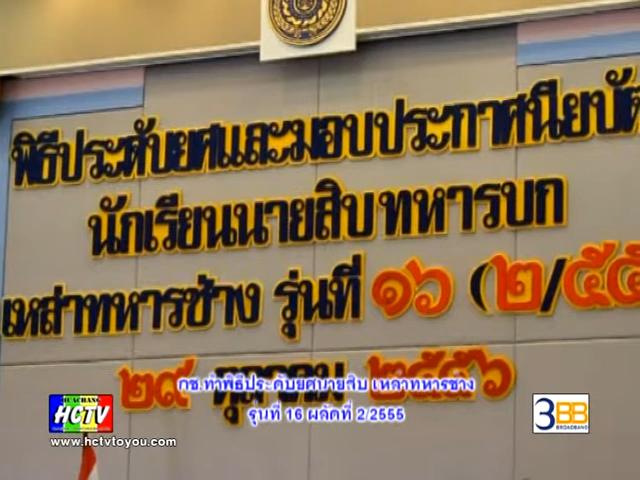 พิธีประดับยศและมอบประกาศนียบัต
นักเรียนนายสิบทหารบก
เหล่าทหารช่าง รุ่นที่ ๑๖ (๒/๕๕
๒๙ ตุลาคม ๒๕๕๖
กช.ทำพิธีประดับยศนายสิบ เหล่าทหารช่าง
รุนที่ 16 ผลัดที่ 2/2555
HUACHANG
HCTV
www.hctvtoyou.com
3BB
BROADBAND